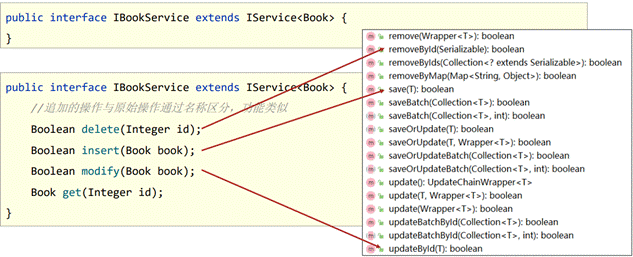 public interface IBookService extends IService<Book> {
}
public interface IBookService extends IService<Book> {
//追加的操作与原始操作通过名称区分，功能类似
Boolean delete(Integer id);
Boolean insert(Book book);
Boolean modify(Book book);
Book get(Integer id);
}
remove(Wrapper<T>): boolean
removeById(Serializable): boolean
removeByIds(Collection<? extends Serializable>): boolean
removeByMap(Map<String, Object>): boolean
save(T): boolean
saveBatch(Collection<T>): boolean
saveBatch(Collection<T>, int): boolean
saveOrUpdate(T): boolean
saveOrUpdate(T, Wrapper<T>): boolean
saveOrUpdateBatch(Collection<T>): boolean
saveOrUpdateBatch(Collection<T>, int): boolean
update(): UpdateChainWrapper<T>
update(T, Wrapper<T>): boolean
update(Wrapper<T>): boolean
updateBatchById(Collection<T>): boolean
updateBatchById(Collection<T>, int): boolean
updateById(T): boolean